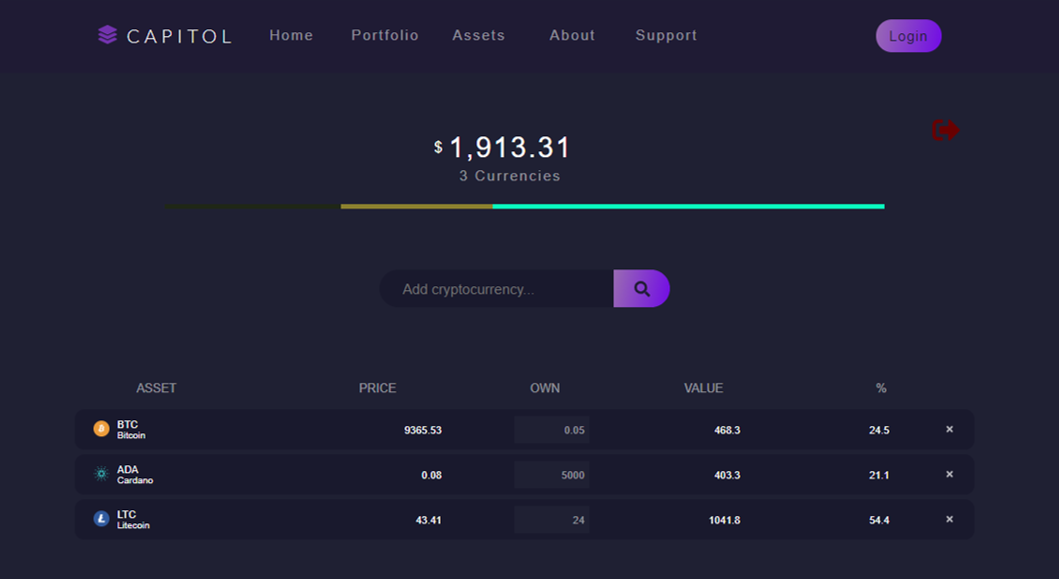 CAPITOL Home Portfolio Assets About Support Login
$ 1,913.31
3 Currencies
Add cryptocurrency...
ASSET PRICE OWN VALUE %
BTC
Bitcoin 9365.53 0.05 468.3 24.5 ×
ADA
Cardano 0.08 5000 403.3 21.1 ×
LTC
Litecoin 43.41 24 1041.8 54.4 ×